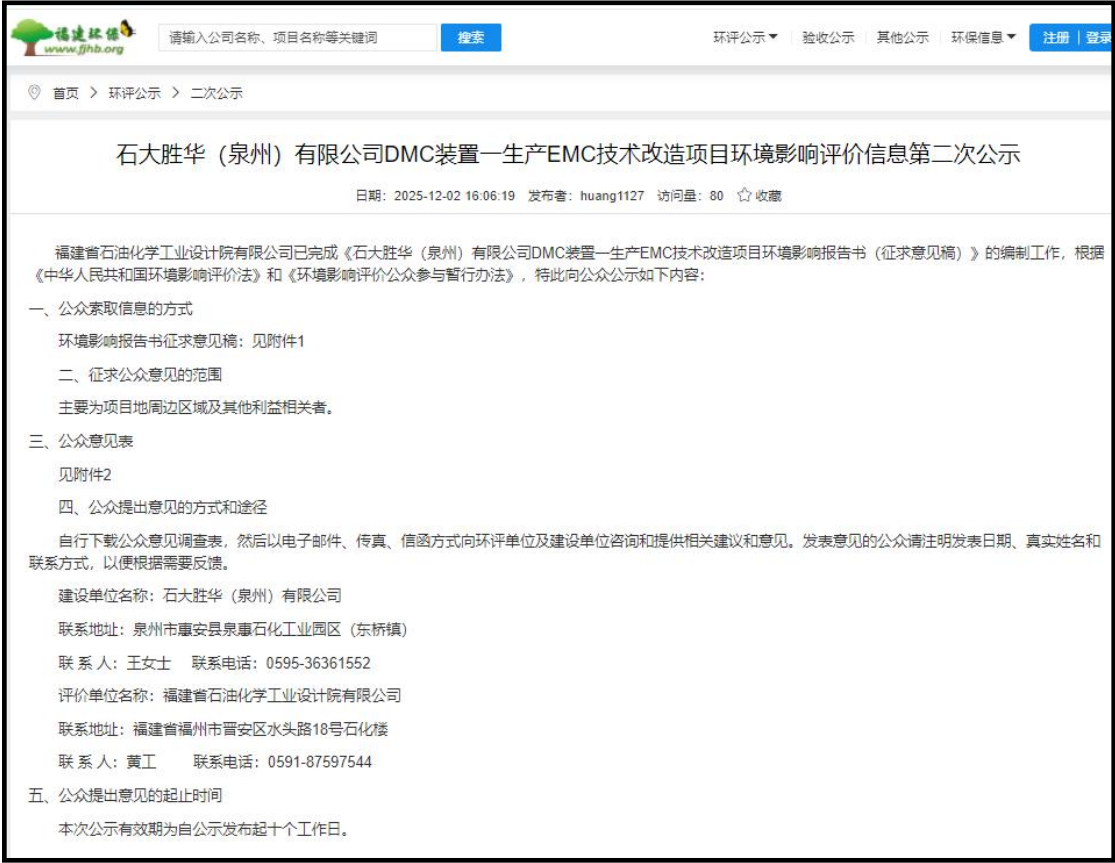 福建环保
www.fjhb.org
请输入公司名称、项目名称等关键词
搜索
环评公示 验收公示 其他公示 环保信息 注册 | 登录
首页 > 环评公示 > 二次公示
石大胜华（泉州）有限公司DMC装置一生产EMC技术改造项目环境影响评价信息第二次公示
日期：2025-12-02 16:06:19 发布者：huang1127 访问量：80 收藏
福建省石油化学工业设计院有限公司已完成《石大胜华（泉州）有限公司DMC装置一生产EMC技术改造项目环境影响报告书（征求意见稿）》的编制工作，根据
《中华人民共和国环境影响评价法》和《环境影响评价公众参与暂行办法》，特此向公众公示如下内容：
一、公众索取信息的方式
环境影响报告书征求意见稿：见附件1
二、征求公众意见的范围
主要为项目地周边区域及其他利益相关者。
三、公众意见表
见附件2
四、公众提出意见的方式和途径
自行下载公众意见调查表，然后以电子邮件、传真、信函方式向环评单位及建设单位咨询和提供相关建议和意见。发表意见的公众请注明发表日期、真实姓名和
联系方式，以便根据需要反馈。
建设单位名称：石大胜华（泉州）有限公司
联系地址：泉州市惠安县泉惠石化工业园区（东桥镇）
联 系 人：王女士 联系电话：0595-36361552
评价单位名称：福建省石油化学工业设计院有限公司
联系地址：福建省福州市晋安区水头路18号石化楼
联 系 人：黄工 联系电话：0591-87597544
五、公众提出意见的起止时间
本次公示有效期为自公示发布起十个工作日。